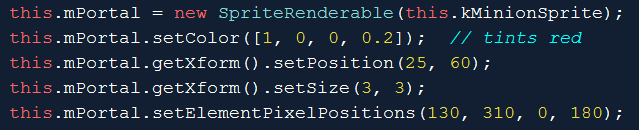 this.mPortal = new SpriteRenderable(this.kMinionSprite);
this.mPortal.setColor([1, 0, 0, 0.2]);  // tints red
this.mPortal.getXform().setPosition(25, 60);
this.mPortal.getXform().setSize(3, 3);
this.mPortal.setElementPixelPositions(130, 310, 0, 180);